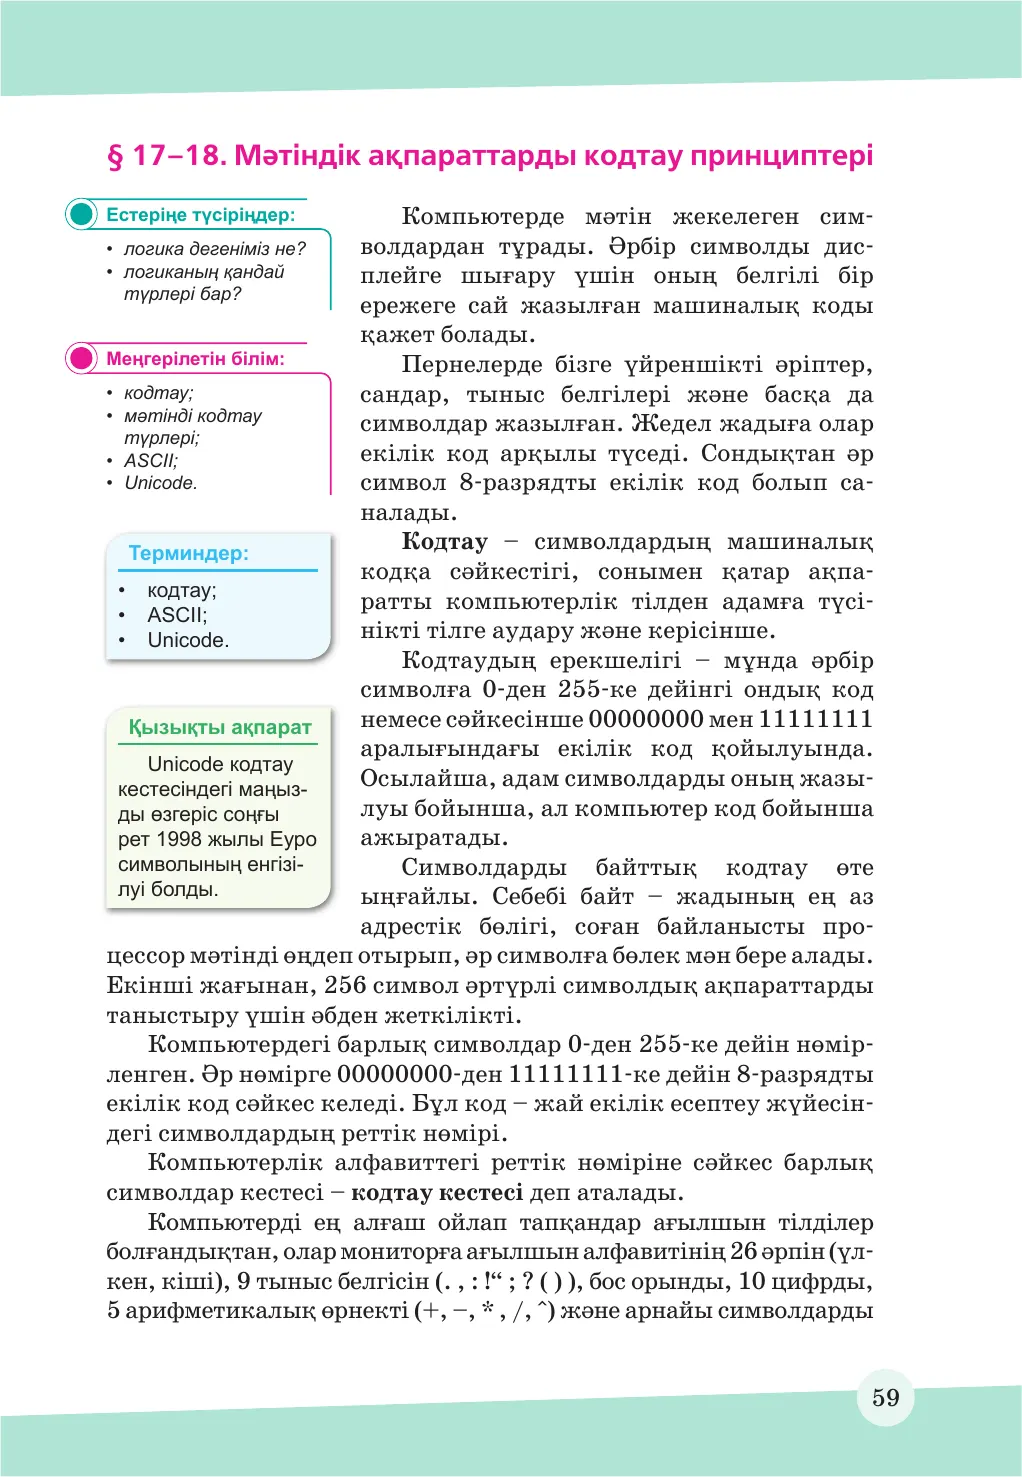 § 17–18. Мәтіндік ақпараттарды кодтау принциптері
Естеріңе түсіріңдер:
• логика дегеніміз не?
• логиканың қандай
түрлері бар?
Меңгерілетін білім:
• кодтау;
• мәтінді кодтау
түрлері;
• ASCII;
• Unicode.
Терминдер:
• кодтау;
• ASCII;
• Unicode.
Қызықты ақпарат
Unicode кодтау
кестесіндегі маңыз-
ды өзгеріс соңғы
рет 1998 жылы Еуро
символының енгізі-
луі болды.
Компьютерде мәтін жекелеген сим-
волдардан тұрады. Әрбір символды дис-
плейге шығару үшін оның белгілі бір
ережеге сай жазылған машиналық коды
қажет болады.
Пернелерде бізге үйреншікті әріптер,
сандар, тыныс белгілері және басқа да
символдар жазылған. Жедел жадыға олар
екілік код арқылы түседі. Сондықтан әр
символ 8-разрядты екілік код болып са-
налады.
Кодтау – символдардың машиналық
кодқа сәйкестігі, сонымен қатар ақпа-
ратты компьютерлік тілден адамға түсі-
нікті тілге аудару және керісінше.
Кодтаудың ерекшелігі – мұнда әрбір
символға 0-ден 255-ке дейінгі ондық код
немесе сәйкесінше 00000000 мен 11111111
аралығындағы екілік код қойылуында.
Осылайша, адам символдарды оның жазы-
луы бойынша, ал компьютер код бойынша
ажыратады.
Символдарды байттық кодтау өте
ыңғайлы. Себебі байт – жадының ең аз
адрестік бөлігі, соған байланысты про-
цессор мәтінді өңдеп отырып, әр символға бөлек мән бере алады.
Екінші жағынан, 256 символ әртүрлі символдық ақпараттарды
таныстыру үшін әбден жеткілікті.
Компьютердегі барлық символдар 0-ден 255-ке дейін нөмір-
ленген. Әр нөмірге 00000000-ден 11111111-ке дейін 8-разрядты
екілік код сәйкес келеді. Бұл код – жай екілік есептеу жүйесін-
дегі символдардың реттік нөмірі.
Компьютерлік алфавиттегі реттік нөміріне сәйкес барлық
символдар кестесі – кодтау кестесі деп аталады.
Компьютерді ең алғаш ойлап тапқандар ағылшын тілділер
болғандықтан, олар мониторға ағылшын алфавитінің 26 әрпін (үл-
кен, кіші), 9 тыныс белгісін (. , : !“ ; ? ( ) ), бос орынды, 10 цифрды,
5 арифметикалық өрнекті (+, –, * , /, ˆ) және арнайы символдарды
59